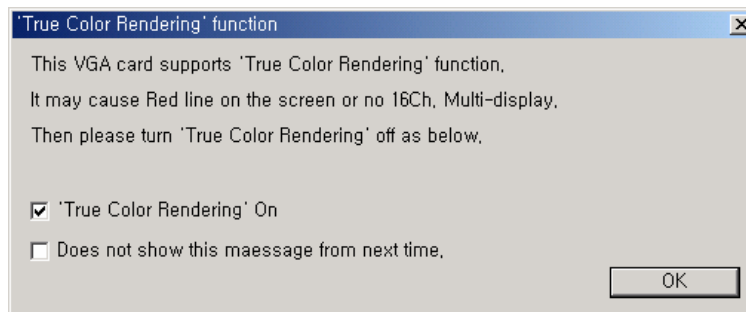 'True Color Rendering' function
This VGA card supports 'True Color Rendering' function,
It may cause Red line on the screen or no 16Ch, Multi-display,
Then please turn 'True Color Rendering' off as below,
'True Color Rendering' On
Does not show this maessage from next time,
OK